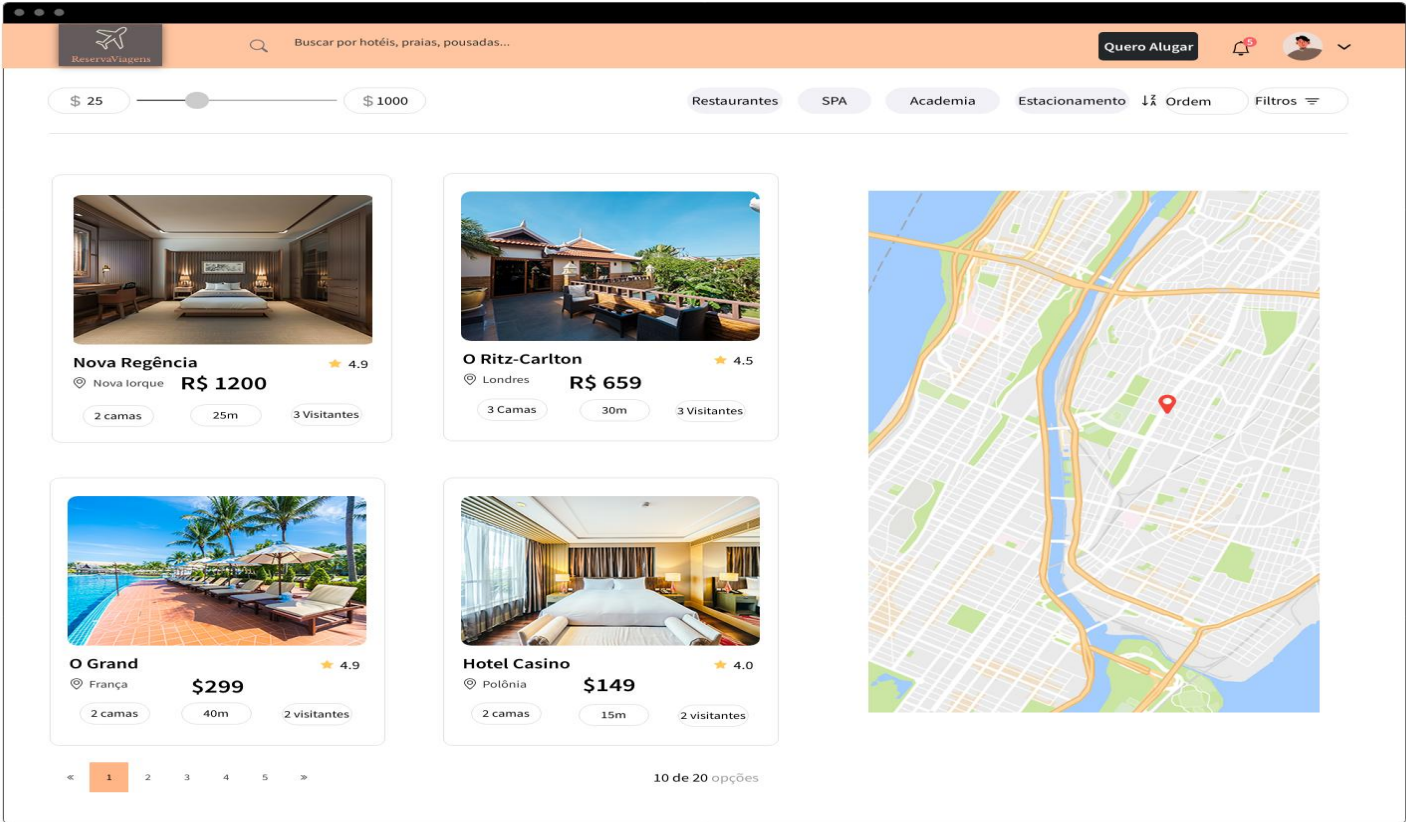 ReservaViagens
Buscar por hotéis, praias, pousadas...
Quero Alugar
5
$ 25
$ 1000
Restaurantes
SPA
Academia
Estacionamento
Ordem
Filtros
Nova Regência
4.9
Nova Iorque
R$ 1200
2 camas
25m
3 Visitantes
O Ritz-Carlton
4.5
Londres
R$ 659
3 Camas
30m
3 Visitantes
O Grand
4.9
França
$299
2 camas
40m
2 visitantes
Hotel Casino
4.0
Polônia
$149
2 camas
15m
2 visitantes
« 1 2 3 4 5 »
10 de 20 opções